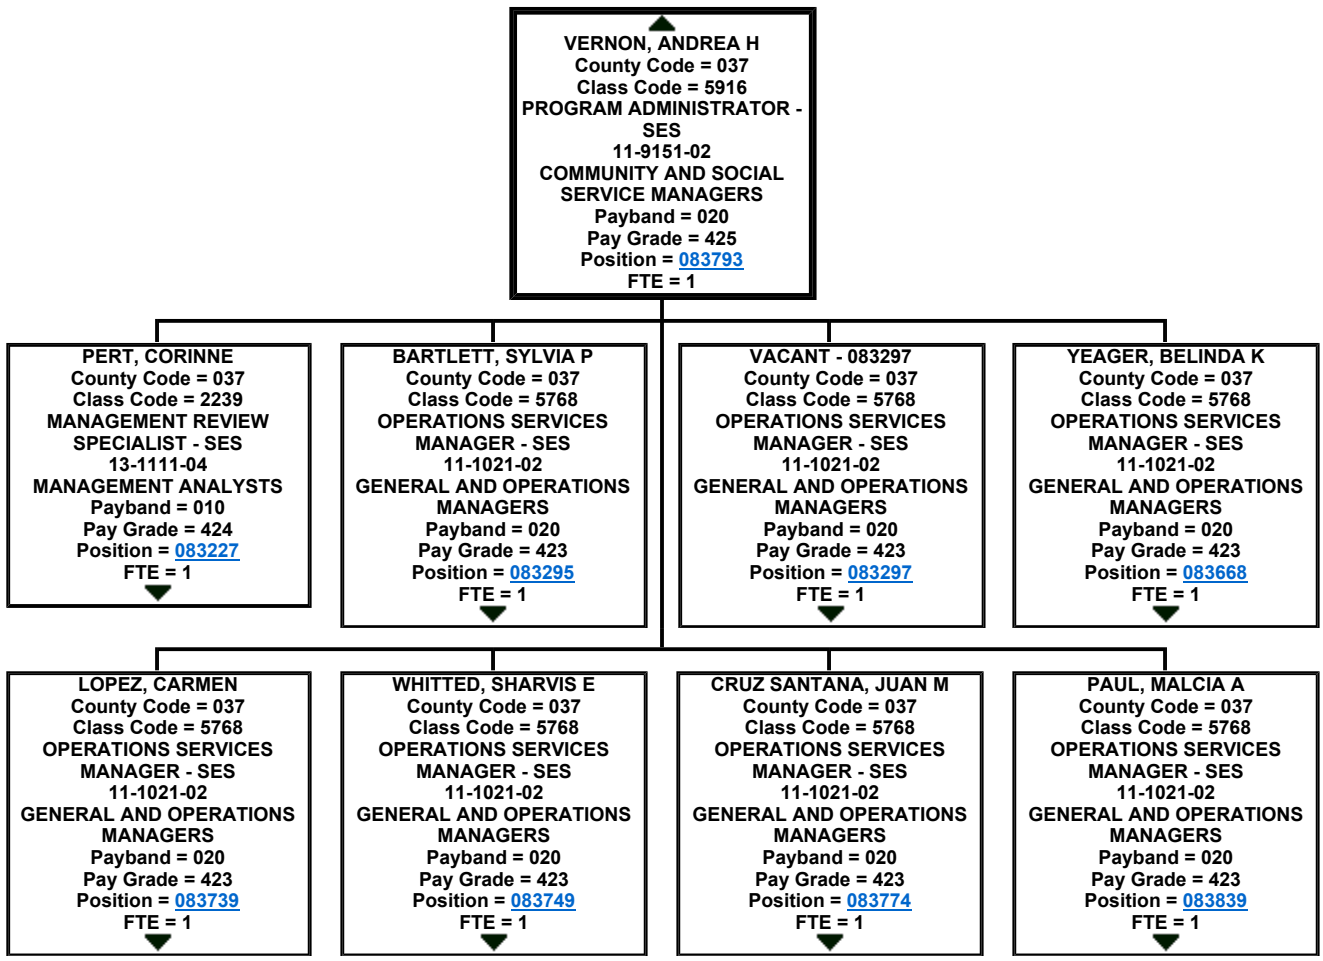 VERNON, ANDREA H
County Code = 037
Class Code = 5916
PROGRAM ADMINISTRATOR -
SES
11-9151-02
COMMUNITY AND SOCIAL
SERVICE MANAGERS
Payband = 020
Pay Grade = 425
Position = 083793
FTE = 1
PERT, CORINNE
County Code = 037
Class Code = 2239
MANAGEMENT REVIEW
SPECIALIST - SES
13-1111-04
MANAGEMENT ANALYSTS
Payband = 010
Pay Grade = 424
Position = 083227
FTE = 1
BARTLETT, SYLVIA P
County Code = 037
Class Code = 5768
OPERATIONS SERVICES
MANAGER - SES
11-1021-02
GENERAL AND OPERATIONS
MANAGERS
Payband = 020
Pay Grade = 423
Position = 083295
FTE = 1
VACANT - 083297
County Code = 037
Class Code = 5768
OPERATIONS SERVICES
MANAGER - SES
11-1021-02
GENERAL AND OPERATIONS
MANAGERS
Payband = 020
Pay Grade = 423
Position = 083297
FTE = 1
YEAGER, BELINDA K
County Code = 037
Class Code = 5768
OPERATIONS SERVICES
MANAGER - SES
11-1021-02
GENERAL AND OPERATIONS
MANAGERS
Payband = 020
Pay Grade = 423
Position = 083668
FTE = 1
LOPEZ, CARMEN
County Code = 037
Class Code = 5768
OPERATIONS SERVICES
MANAGER - SES
11-1021-02
GENERAL AND OPERATIONS
MANAGERS
Payband = 020
Pay Grade = 423
Position = 083739
FTE = 1
WHITTED, SHARVIS E
County Code = 037
Class Code = 5768
OPERATIONS SERVICES
MANAGER - SES
11-1021-02
GENERAL AND OPERATIONS
MANAGERS
Payband = 020
Pay Grade = 423
Position = 083749
FTE = 1
CRUZ SANTANA, JUAN M
County Code = 037
Class Code = 5768
OPERATIONS SERVICES
MANAGER - SES
11-1021-02
GENERAL AND OPERATIONS
MANAGERS
Payband = 020
Pay Grade = 423
Position = 083774
FTE = 1
PAUL, MALCIA A
County Code = 037
Class Code = 5768
OPERATIONS SERVICES
MANAGER - SES
11-1021-02
GENERAL AND OPERATIONS
MANAGERS
Payband = 020
Pay Grade = 423
Position = 083839
FTE = 1